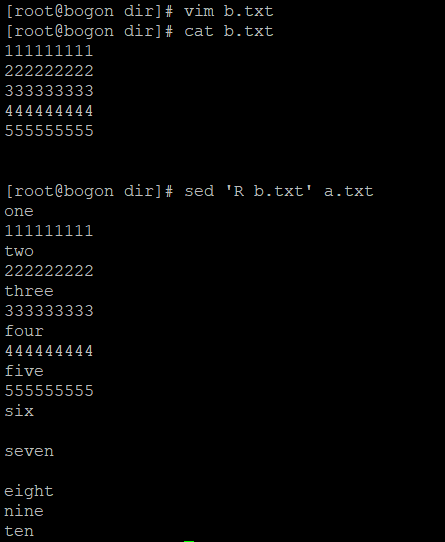 [root@bogon dir]# vim b.txt
[root@bogon dir]# cat b.txt
111111111
222222222
333333333
444444444
555555555
[root@bogon dir]# sed 'R b.txt' a.txt
one
111111111
two
222222222
three
333333333
four
444444444
five
555555555
six
seven
eight
nine
ten